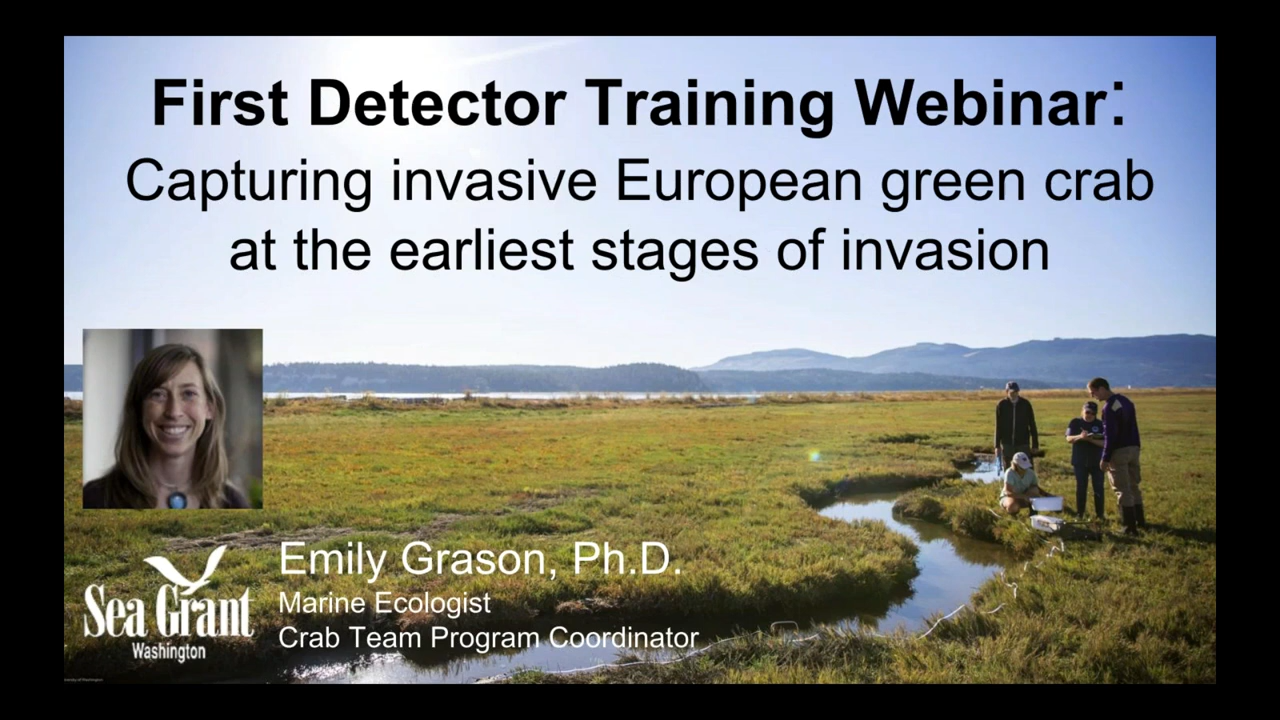 First Detector Training Webinar:
Capturing invasive European green crab
at the earliest stages of invasion
Emily Grason, Ph.D.
Marine Ecologist
Crab Team Program Coordinator
Sea Grant
Washington